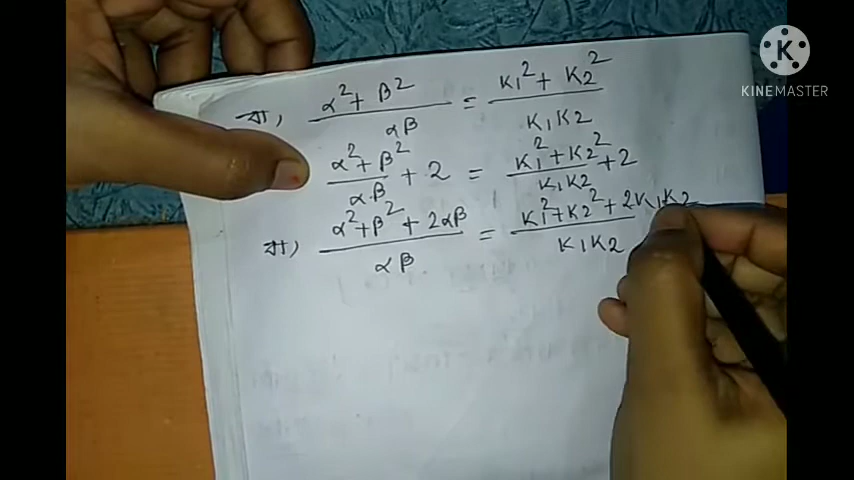 বা, α²+ β² / αβ = K₁²+ K₂² / K₁K₂
α²+β² / αβ + 2 = K₁²+K₂² / K₁K₂ + 2
বা, α²+β²+ 2αβ / αβ = K₁²+K₂²+ 2K₁K₂ / K₁K₂
KINEMASTER